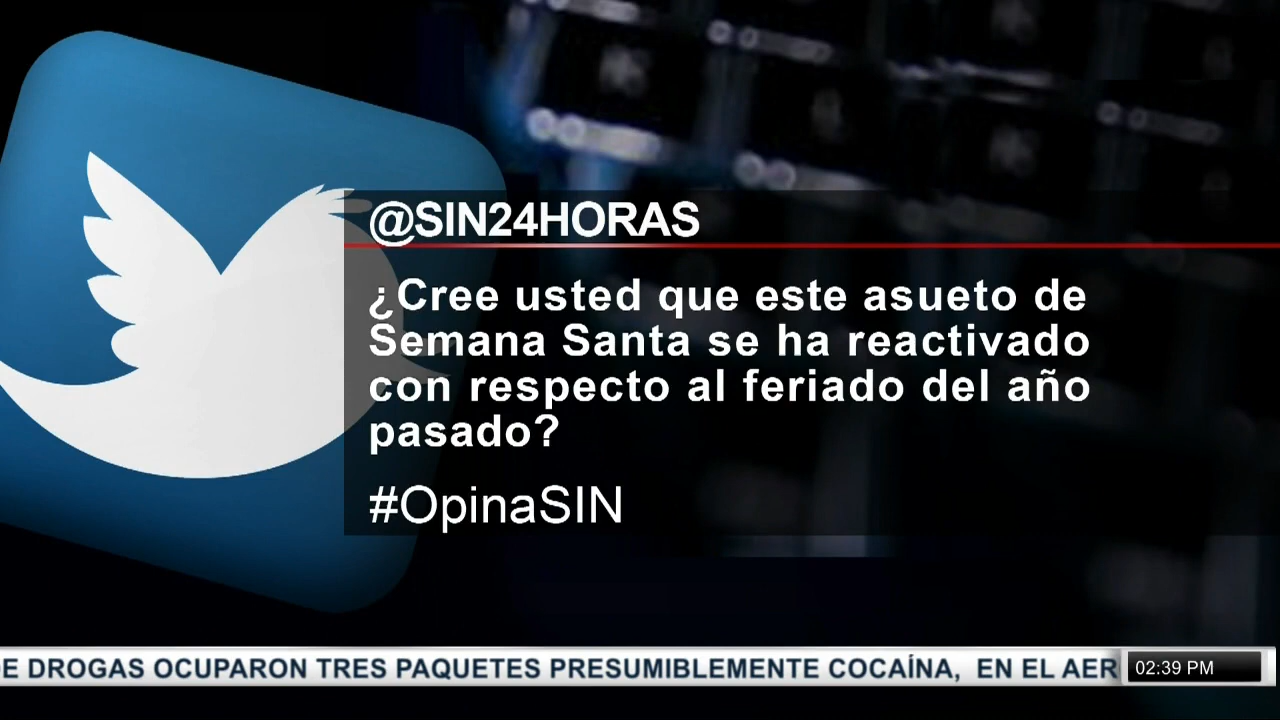 @SIN24HORAS
¿Cree usted que este asueto de
Semana Santa se ha reactivado
con respecto al feriado del año
pasado?
#OpinaSIN
DROGAS OCUPARON TRES PAQUETES PRESUMIBLEMENTE COCAÍNA, EN EL
02:39 PM